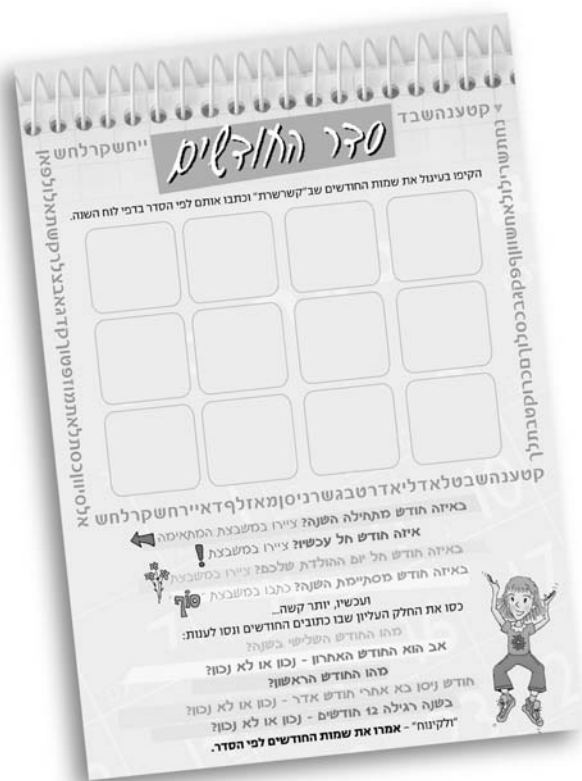 קטענהשבד
ייחשקרלחש
סדר החודשים
הקיפו בעיגול את שמות החודשים שב"קשרשרת" וכתבו אותם לפי הסדר בדפי לוח השנה.
קטענהשבטלאדליאדרטבגשרניסןמאזלףדאיירחשקרלחש
באיזה חודש מתחילה השנה? ציירו במשבצת המתאימה
איזה חודש חל עכשיו? ציירו במשבצת !
באיזה חודש חל יום ההולדת שלכם? ציירו במשבצת
באיזה חודש מסתיימת השנה? כתבו במשבצת - סוֹף
ועכשיו, יותר קשה...
כסו את החלק העליון שבו כתובים החודשים ונסו לענות:
מהו החודש השלישי בשנה?
אב הוא החודש האחרון - נכון או לא נכון?
מהו החודש הראשון?
חודש ניסן בא אחרי חודש אדר - נכון או לא נכון?
בשנה רגילה 12 חודשים - נכון או לא נכון?
"ולקינוח" - אמרו את שמות החודשים לפי הסדר.